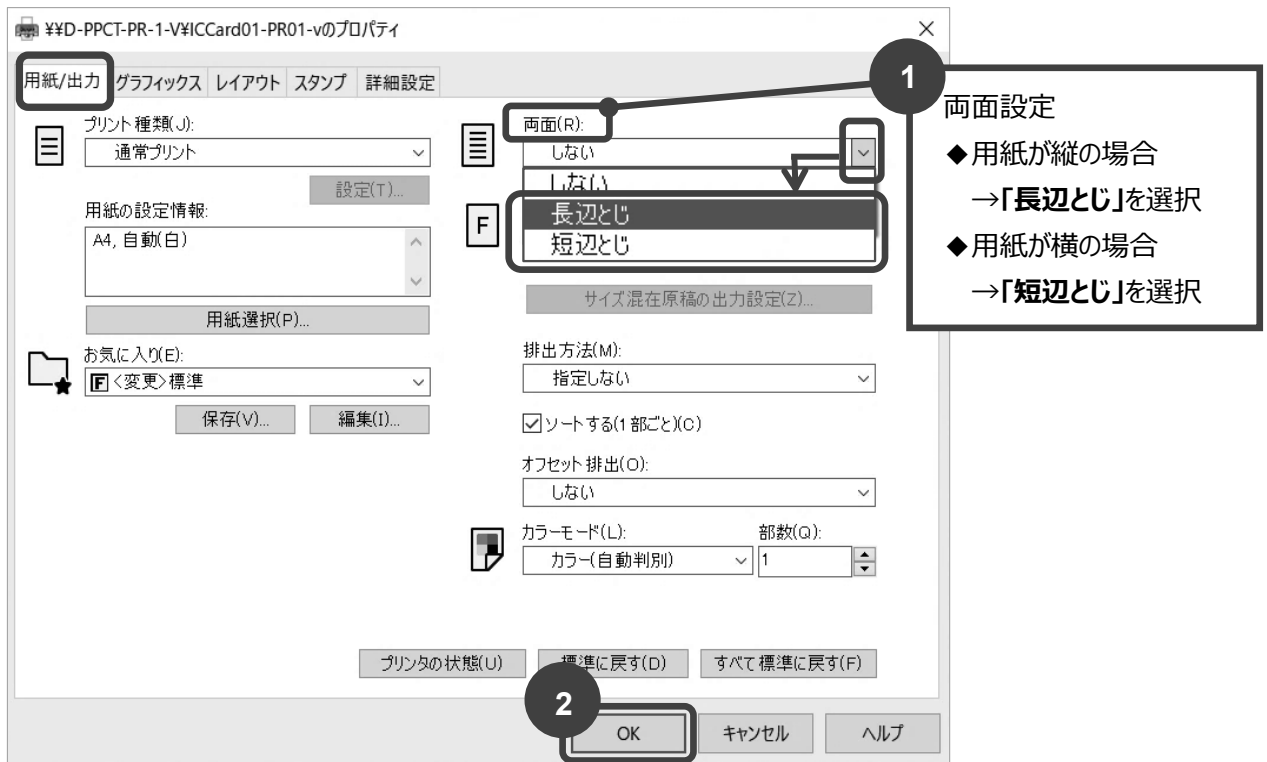 ¥¥D-PPCT-PR-1-V¥ICCard01-PR01-vのプロパティ
用紙/出力 グラフィックス レイアウト スタンプ 詳細設定
プリント種類(J):
通常プリント
設定(T)...
用紙の設定情報:
A4, 自動(白)
用紙選択(P)...
お気に入り(E):
F <変更>標準
保存(V)... 編集(I)...
両面(R):
しない
しない
長辺とじ
短辺とじ
F
サイズ混在原稿の出力設定(Z)...
排出方法(M):
指定しない
ソートする(1部ごと)(C)
オフセット排出(O):
しない
カラーモード(L): 部数(Q):
カラー(自動判別) 1
プリンタの状態(U) 標準に戻す(D) すべて標準に戻す(F)
OK キャンセル ヘルプ
1
両面設定
◆用紙が縦の場合
→「長辺とじ」を選択
◆用紙が横の場合
→「短辺とじ」を選択
2